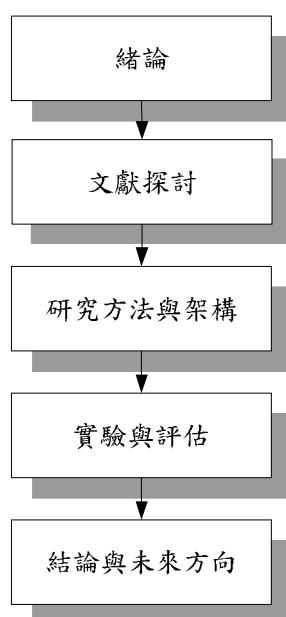 緒論
文獻探討
研究方法與架構
實驗與評估
結論與未來方向